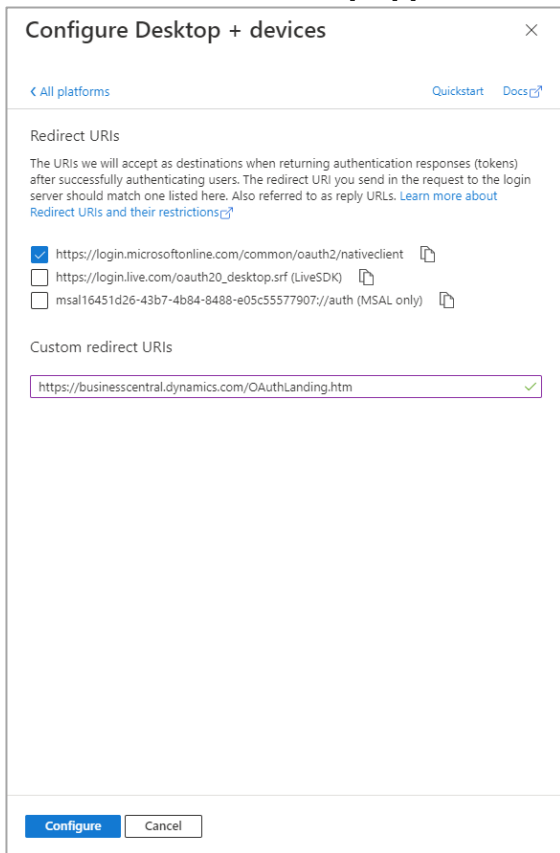 Configure Desktop + devices
All platforms Quickstart Docs
Redirect URIs
The URIs we will accept as destinations when returning authentication responses (tokens)
after successfully authenticating users. The redirect URI you send in the request to the login
server should match one listed here. Also referred to as reply URLs. Learn more about
Redirect URIs and their restrictions
https://login.microsoftonline.com/common/oauth2/nativeclient
https://login.live.com/oauth20_desktop.srf (LiveSDK)
msal16451d26-43b7-4b84-8488-e05c55577907://auth (MSAL only)
Custom redirect URIs
https://businesscentral.dynamics.com/OAuthLanding.htm
Configure Cancel